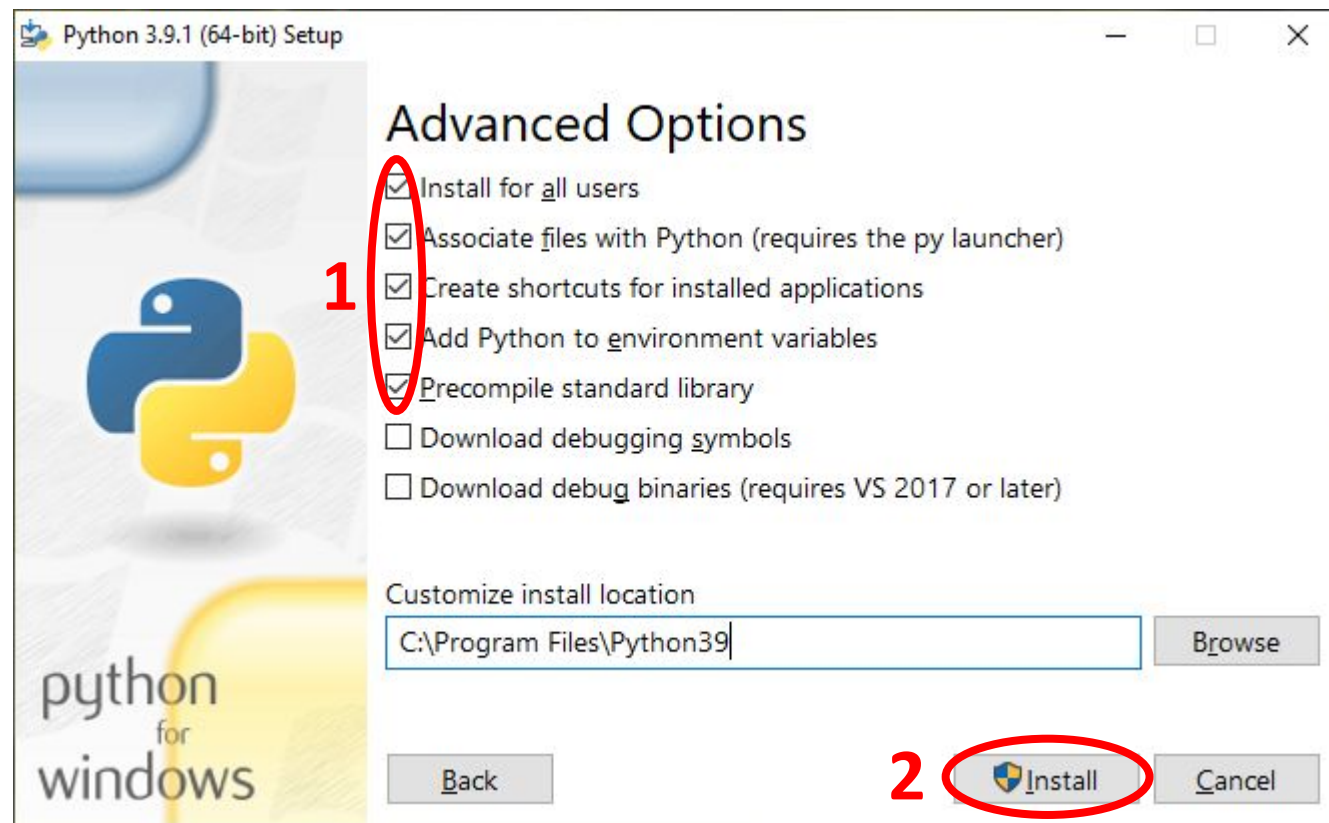 Python 3.9.1 (64-bit) Setup
Advanced Options
Install for all users
Associate files with Python (requires the py launcher)
1
Create shortcuts for installed applications
Add Python to environment variables
Precompile standard library
Download debugging symbols
Download debug binaries (requires VS 2017 or later)
Customize install location
C:\Program Files\Python39
Browse
python
for
windows
Back
2
Install
Cancel